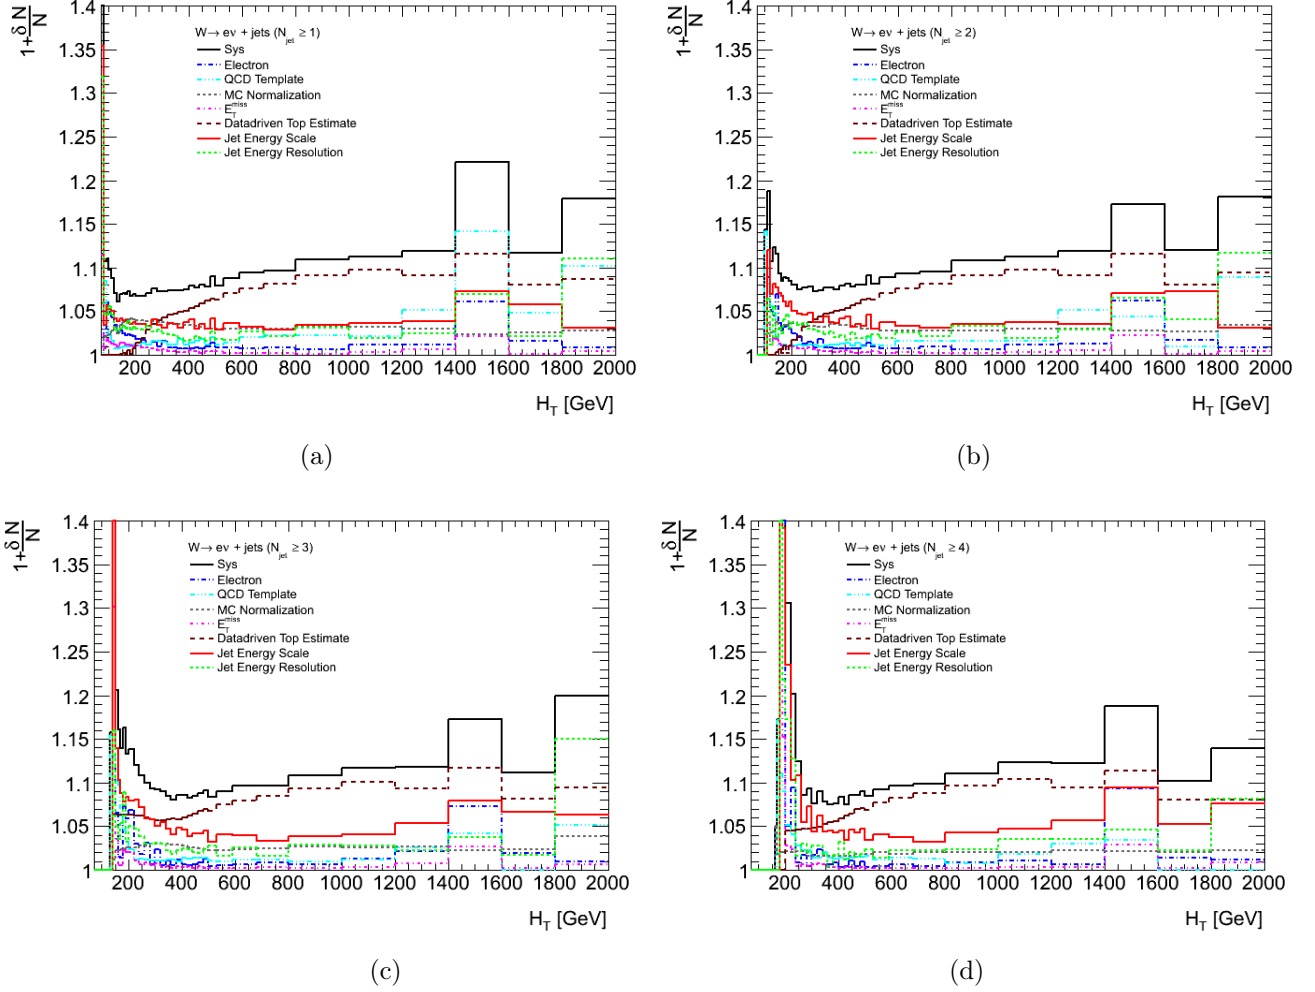 1+δN/N
1.4
1.35
1.3
1.25
1.2
1.15
1.1
1.05
1
W→ eν + jets (N_jet ≥ 1)
Sys
Electron
QCD Template
MC Normalization
E_T^miss
Datadriven Top Estimate
Jet Energy Scale
Jet Energy Resolution
200 400 600 800 1000 1200 1400 1600 1800 2000
H_T [GeV]
(a)
1+δN/N
1.4
1.35
1.3
1.25
1.2
1.15
1.1
1.05
1
W→ eν + jets (N_jet ≥ 2)
Sys
Electron
QCD Template
MC Normalization
E_T^miss
Datadriven Top Estimate
Jet Energy Scale
Jet Energy Resolution
200 400 600 800 1000 1200 1400 1600 1800 2000
H_T [GeV]
(b)
1+δN/N
1.4
1.35
1.3
1.25
1.2
1.15
1.1
1.05
1
W→ eν + jets (N_jet ≥ 3)
Sys
Electron
QCD Template
MC Normalization
E_T^miss
Datadriven Top Estimate
Jet Energy Scale
Jet Energy Resolution
200 400 600 800 1000 1200 1400 1600 1800 2000
H_T [GeV]
(c)
1+δN/N
1.4
1.35
1.3
1.25
1.2
1.15
1.1
1.05
1
W→ eν + jets (N_jet ≥ 4)
Sys
Electron
QCD Template
MC Normalization
E_T^miss
Datadriven Top Estimate
Jet Energy Scale
Jet Energy Resolution
200 400 600 800 1000 1200 1400 1600 1800 2000
H_T [GeV]
(d)